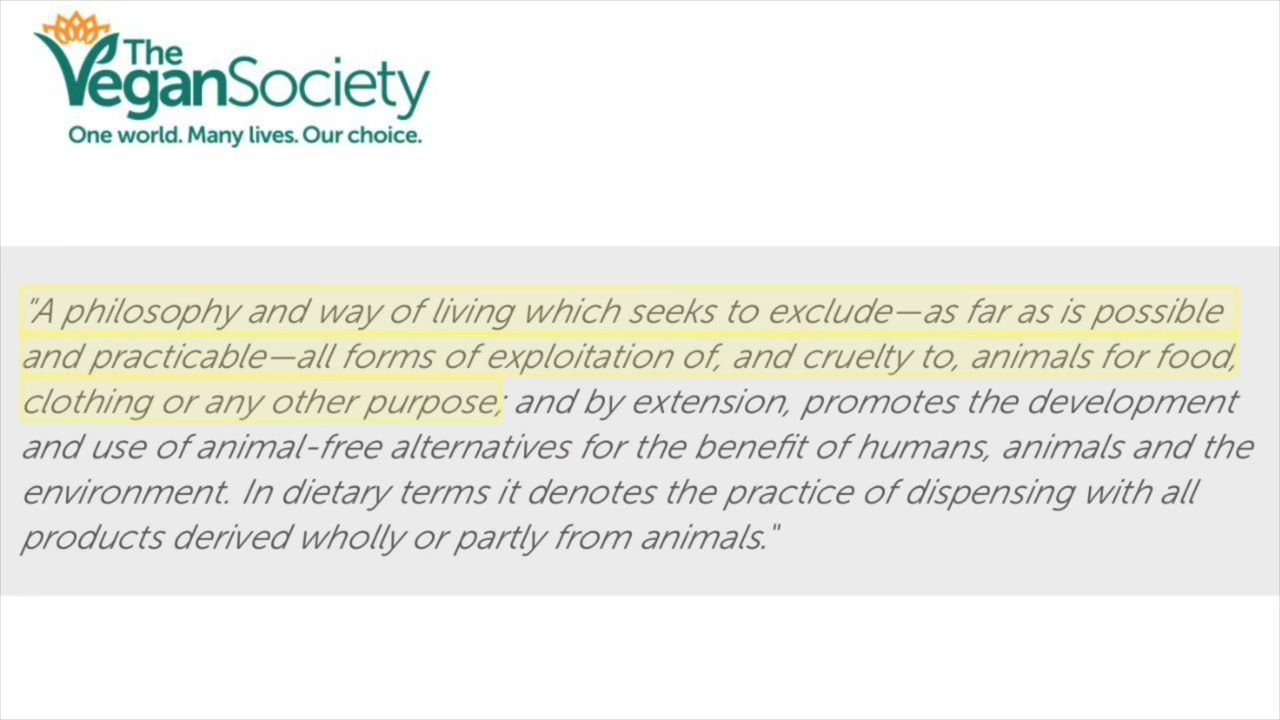 The
VeganSociety
One world. Many lives. Our choice.
"A philosophy and way of living which seeks to exclude—as far as is possible
and practicable—all forms of exploitation of, and cruelty to, animals for food,
clothing or any other purpose; and by extension, promotes the development
and use of animal-free alternatives for the benefit of humans, animals and the
environment. In dietary terms it denotes the practice of dispensing with all
products derived wholly or partly from animals."